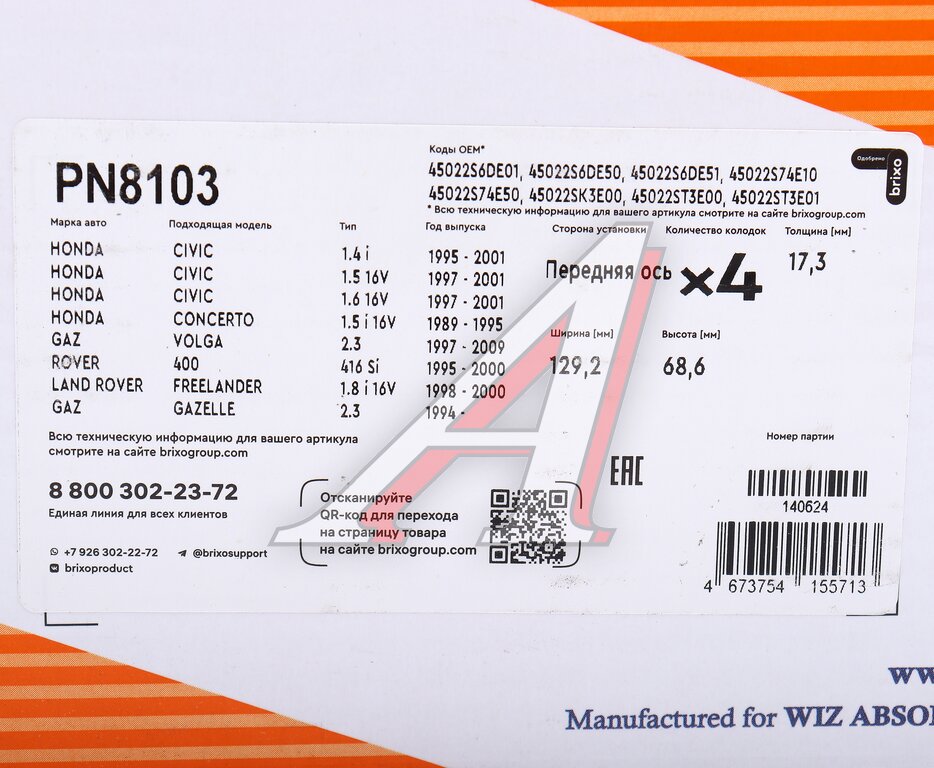 PN8103
Коды OEM*
45022S6DE01, 45022S6DE50, 45022S6DE51, 45022S74E10
45022S74E50, 45022SK3E00, 45022ST3E00, 45022ST3E01
* Всю техническую информацию для вашего артикула смотрите на сайте brixogroup.com
Одобрено brixo
Марка авто Подходящая модель Тип Год выпуска
HONDA CIVIC 1.4 i 1995 - 2001
HONDA CIVIC 1.5 16V 1997 - 2001
HONDA CIVIC 1.6 16V 1997 - 2001
HONDA CONCERTO 1.5 i 16V 1989 - 1995
GAZ VOLGA 2.3 1997 - 2009
ROVER 400 416 Si 1995 - 2000
LAND ROVER FREELANDER 1.8 i 16V 1998 - 2000
GAZ GAZELLE 2.3 1994 -
Сторона установки Количество колодок Толщина [мм]
Передняя ось x4 17,3
Ширина [мм] Высота [мм]
129,2 68,6
Всю техническую информацию для вашего артикула
смотрите на сайте brixogroup.com
8 800 302-23-72
Единая линия для всех клиентов
+7 926 302-22-72 @brixosupport
brixoproduct
Отсканируйте
QR-код для перехода
на страницу товара
на сайте brixogroup.com
EAC
Номер партии
140624
4 673754 155713
www
Manufactured for WIZ ABSOL